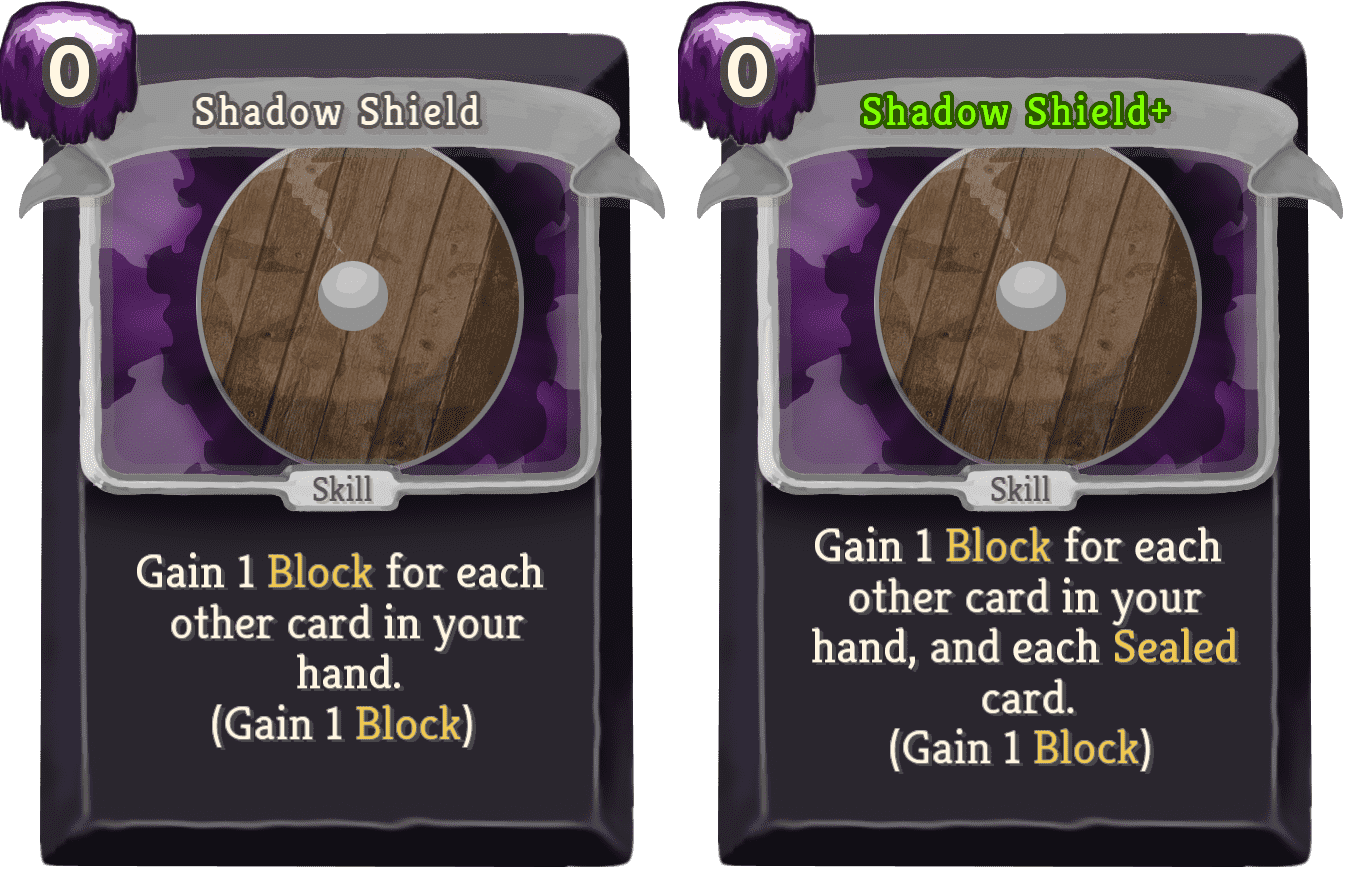 0
Shadow Shield
Skill
Gain 1 Block for each
other card in your
hand.
(Gain 1 Block)
0
Shadow Shield+
Skill
Gain 1 Block for each
other card in your
hand, and each Sealed
card.
(Gain 1 Block)